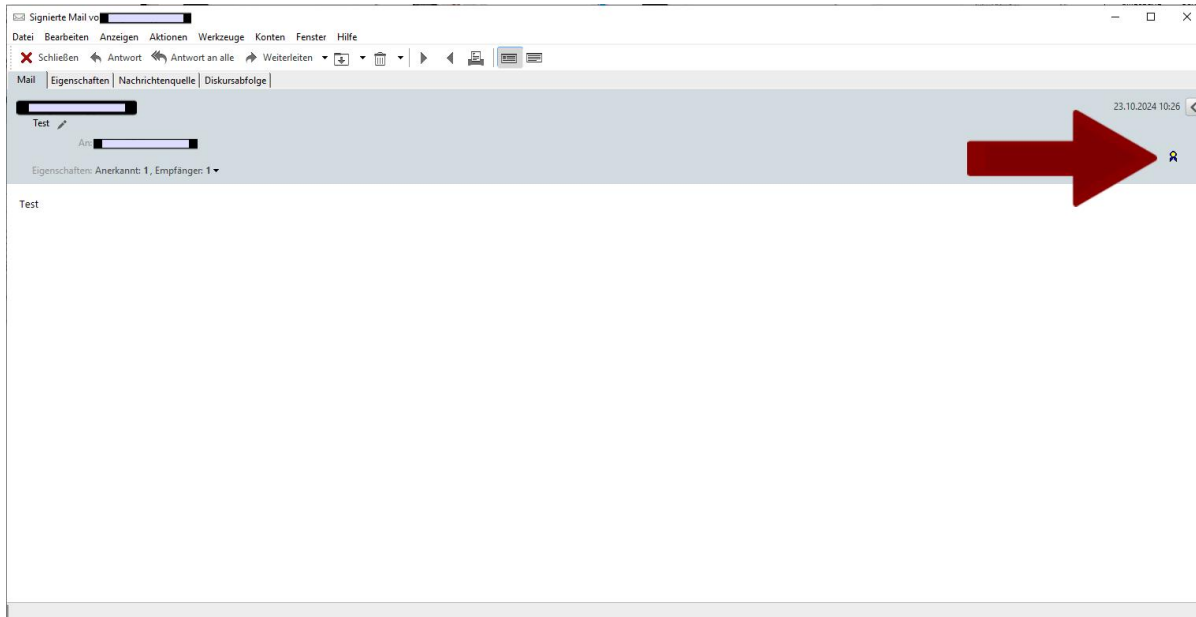 Signierte Mail vo
Datei Bearbeiten Anzeigen Aktionen Werkzeuge Konten Fenster Hilfe
Schließen Antwort Antwort an alle Weiterleiten
Mail Eigenschaften Nachrichtenquelle Diskursabfolge
23.10.2024 10:26
Test
An:
Eigenschaften: Anerkannt: 1, Empfänger: 1
Test